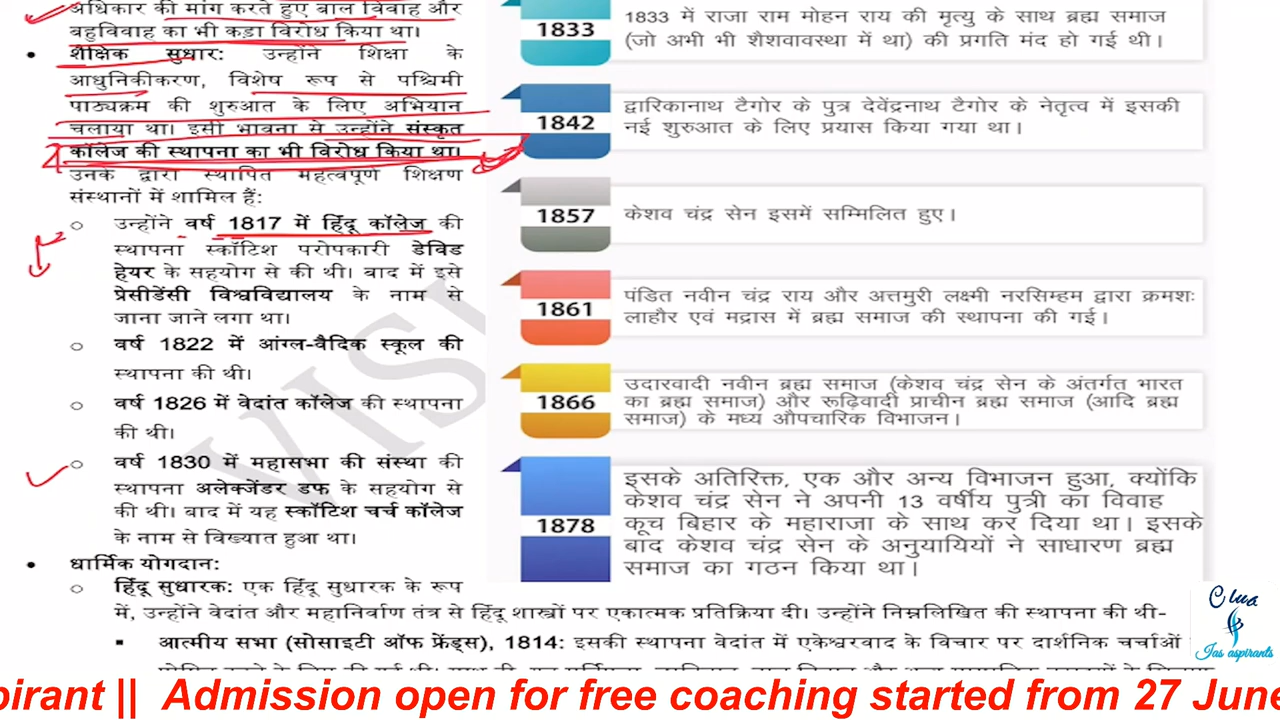 अधिकार की मांग करते हुए बाल विवाह और
बहुविवाह का भी कड़ा विरोध किया था।
• शैक्षिक सुधार: उन्होंने शिक्षा के
आधुनिकीकरण, विशेष रूप से पश्चिमी
पाठ्यक्रम की शुरुआत के लिए अभियान
चलाया था। इसी भावना से उन्होंने संस्कृत
कॉलेज की स्थापना का भी विरोध किया था।
उनके द्वारा स्थापित महत्वपूर्ण शिक्षण
संस्थानों में शामिल हैं:
○ उन्होंने वर्ष 1817 में हिंदू कॉलेज की
स्थापना स्कॉटिश परोपकारी डेविड
हेयर के सहयोग से की थी। बाद में इसे
प्रेसीडेंसी विश्वविद्यालय के नाम से
जाना जाने लगा था।
○ वर्ष 1822 में आंग्ल-वैदिक स्कूल की
स्थापना की थी।
○ वर्ष 1826 में वेदांत कॉलेज की स्थापना
की थी।
○ वर्ष 1830 में महासभा की संस्था की
स्थापना अलेक्जेंडर डफ के सहयोग से
की थी। बाद में यह स्कॉटिश चर्च कॉलेज
के नाम से विख्यात हुआ था।
• धार्मिक योगदान:
○ हिंदू सुधारक: एक हिंदू सुधारक के रूप
में, उन्होंने वेदांत और महानिर्वाण तंत्र से हिंदू शास्त्रों पर एकात्मक प्रतिक्रिया दी। उन्होंने निम्नलिखित की स्थापना की थी-
▪ आत्मीय सभा (सोसाइटी ऑफ फ्रेंड्स), 1814: इसकी स्थापना वेदांत में एकेश्वरवाद के विचार पर दार्शनिक चर्चाओं
1833
1833 में राजा राम मोहन राय की मृत्यु के साथ ब्रह्म समाज
(जो अभी भी शैशवावस्था में था) की प्रगति मंद हो गई थी।
1842
द्वारिकानाथ टैगोर के पुत्र देवेंद्रनाथ टैगोर के नेतृत्व में इसकी
नई शुरुआत के लिए प्रयास किया गया था।
1857
केशव चंद्र सेन इसमें सम्मिलित हुए।
1861
पंडित नवीन चंद्र राय और अत्तमुरी लक्ष्मी नरसिम्हम द्वारा क्रमशः
लाहौर एवं मद्रास में ब्रह्म समाज की स्थापना की गई।
1866
उदारवादी नवीन ब्रह्म समाज (केशव चंद्र सेन के अंतर्गत भारत
का ब्रह्म समाज) और रूढ़िवादी प्राचीन ब्रह्म समाज (आदि ब्रह्म
समाज) के मध्य औपचारिक विभाजन।
1878
इसके अतिरिक्त, एक और अन्य विभाजन हुआ, क्योंकि
केशव चंद्र सेन ने अपनी 13 वर्षीय पुत्री का विवाह
कूच बिहार के महाराजा के साथ कर दिया था। इसके
बाद केशव चंद्र सेन के अनुयायियों ने साधारण ब्रह्म
समाज का गठन किया था।
VISI
Ias aspirants
pirant || Admission open for free coaching started from 27 June